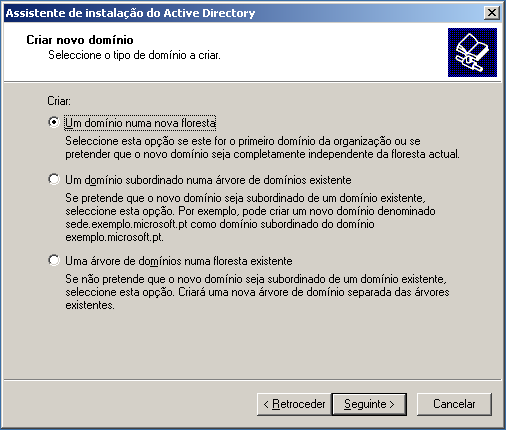 Assistente de instalação do Active Directory
Criar novo domínio
Seleccione o tipo de domínio a criar.
Criar:
Um domínio numa nova floresta
Seleccione esta opção se este for o primeiro domínio da organização ou se
pretender que o novo domínio seja completamente independente da floresta actual.
Um domínio subordinado numa árvore de domínios existente
Se pretende que o novo domínio seja subordinado de um domínio existente,
seleccione esta opção. Por exemplo, pode criar um novo domínio denominado
sede.exemplo.microsoft.pt como domínio subordinado do domínio
exemplo.microsoft.pt.
Uma árvore de domínios numa floresta existente
Se não pretende que o novo domínio seja subordinado de um domínio existente,
seleccione esta opção. Criará uma nova árvore de domínio separada das árvores
existentes.
< Retroceder Seguinte > Cancelar